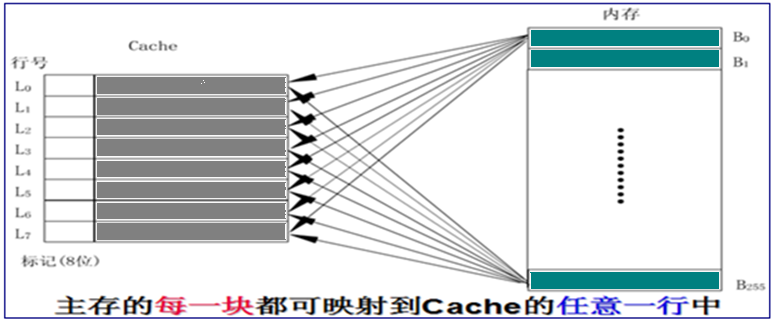 内存
Cache
B0
行号
B1
L0
L1
L2
L3
L4
L5
L6
L7
标记(8位)
B255
主存的每一块都可映射到Cache的任意一行中